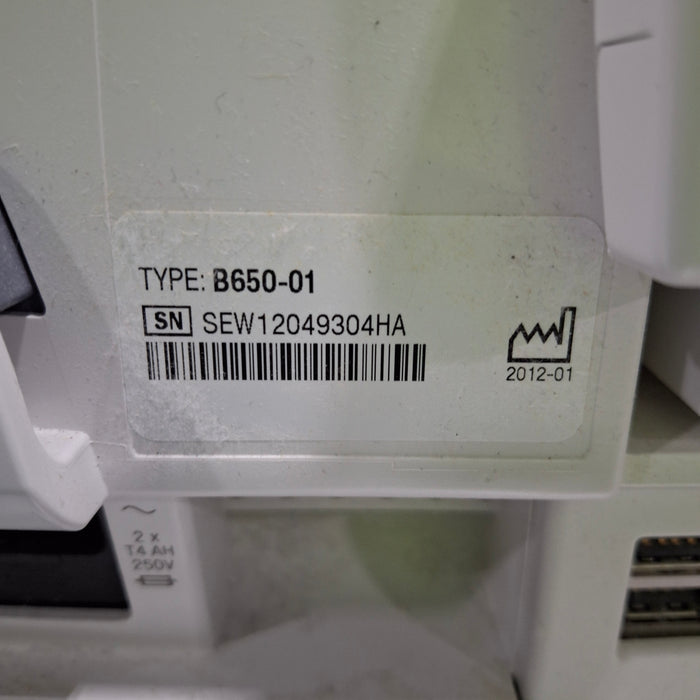 TYPE: B650-01
SN SEW12049304HA
2012-01
2 x
T4 AH
250V